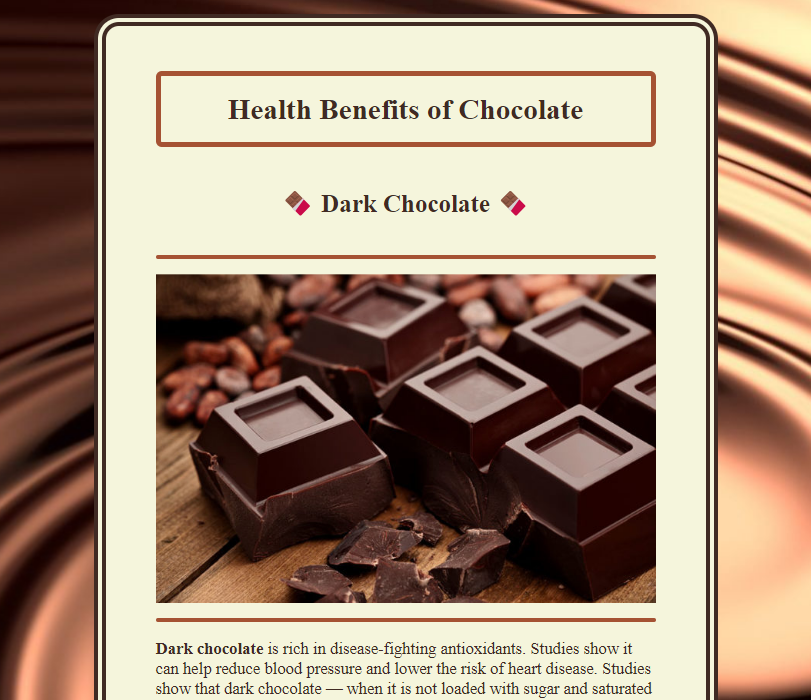 Health Benefits of Chocolate
🍫 Dark Chocolate 🍫
Dark chocolate is rich in disease-fighting antioxidants. Studies show it
can help reduce blood pressure and lower the risk of heart disease. Studies
show that dark chocolate — when it is not loaded with sugar and saturated